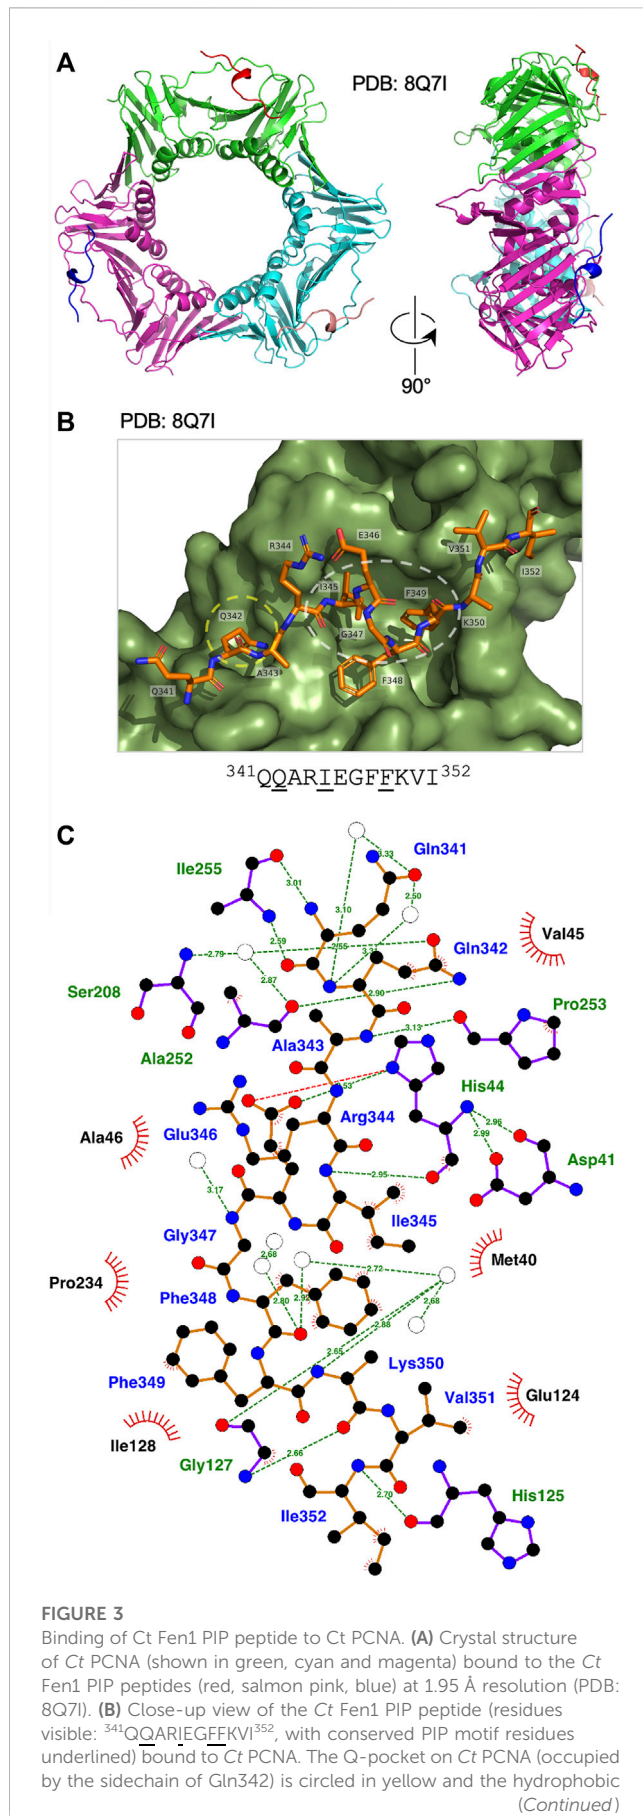 A
PDB: 8Q7I
90°
B
PDB: 8Q7I
E346
V351
R344
I352
I345
F349
Q342
K350
G347
A343
F348
Q341
³⁴¹QQARIEGFFKVI³⁵²
C
3.33
Gln341
Ile255
3.01
2.50
3.10
2.59
Val45
2.79
2.55
3.31
Gln342
2.87
Ser208
2.90
Pro253
Ala252
Ala343
3.13
His44
Arg344
Ala46
Glu346
2.95
2.99
Asp41
2.95
3.17
Ile345
Gly347
Met40
2.68
2.72
Pro234
Phe348
2.80
2.92
2.68
2.88
2.65
Lys350
Phe349
Val351
Glu124
Ile128
Gly127
2.66
2.70
His125
Ile352
FIGURE 3
Binding of Ct Fen1 PIP peptide to Ct PCNA. (A) Crystal structure
of Ct PCNA (shown in green, cyan and magenta) bound to the Ct
Fen1 PIP peptides (red, salmon pink, blue) at 1.95 Å resolution (PDB:
8Q7I). (B) Close-up view of the Ct Fen1 PIP peptide (residues
visible: ³⁴¹QQARIEGFFKVI³⁵², with conserved PIP motif residues
underlined) bound to Ct PCNA. The Q-pocket on Ct PCNA (occupied
by the sidechain of Gln342) is circled in yellow and the hydrophobic
(Continued)